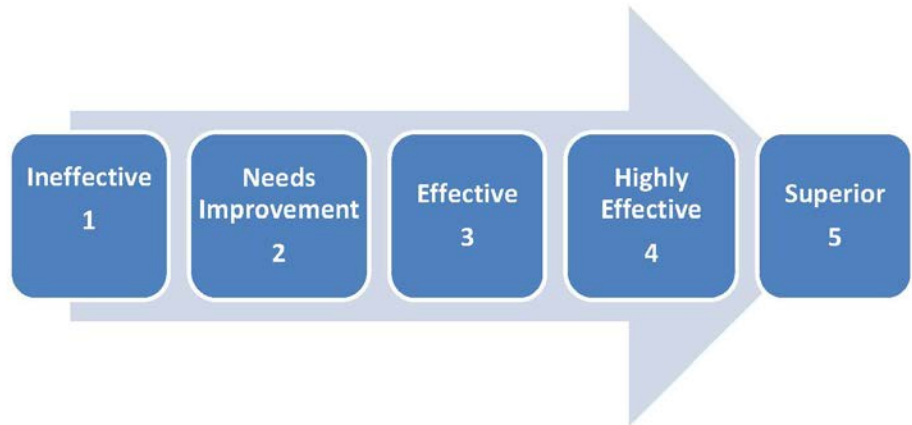 Ineffective
1
Needs
Improvement
2
Effective
3
Highly
Effective
4
Superior
5